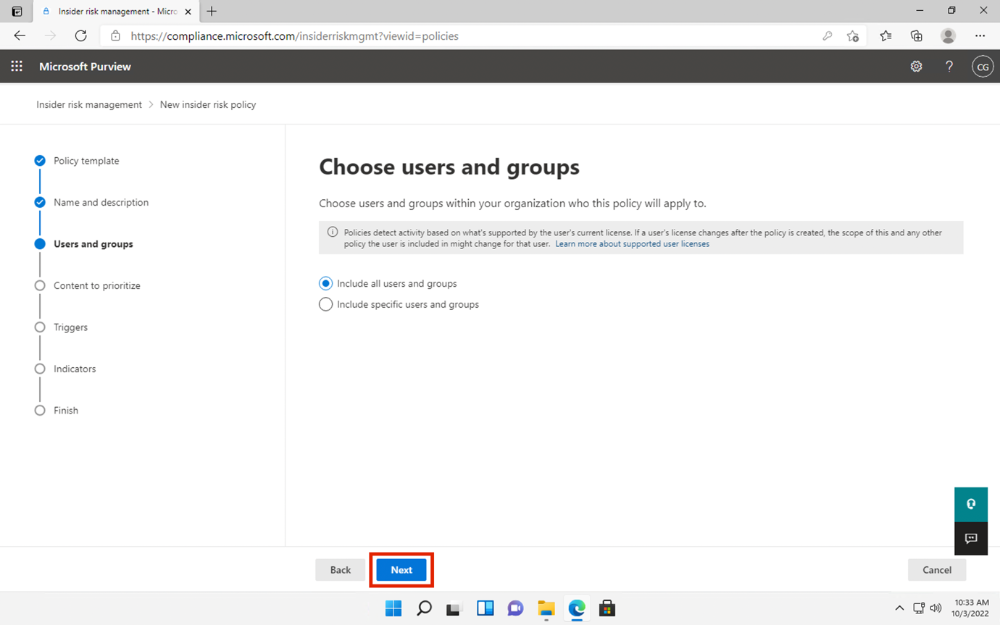 Insider risk management - Micro
https://compliance.microsoft.com/insiderriskmgmt?viewid=policies
Microsoft Purview
?
CG
Insider risk management > New insider risk policy
Policy template
Name and description
Users and groups
Content to prioritize
Triggers
Indicators
Finish
Choose users and groups
Choose users and groups within your organization who this policy will apply to.
Policies detect activity based on what's supported by the user's current license. If a user's license changes after the policy is created, the scope of this and any other
policy the user is included in might change for that user. Learn more about supported user licenses
Include all users and groups
Include specific users and groups
Back
Next
Cancel
10:33 AM
10/3/2022